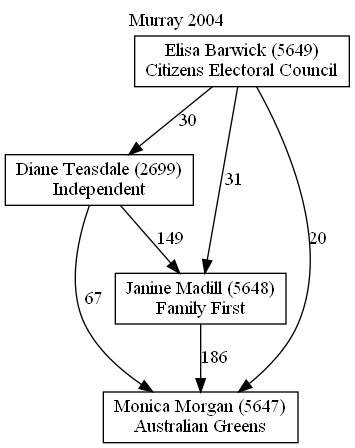 Murray 2004
Elisa Barwick (5649)
Citizens Electoral Council
30
Diane Teasdale (2699)
Independent
31
149
20
Janine Madill (5648)
Family First
67
186
Monica Morgan (5647)
Australian Greens